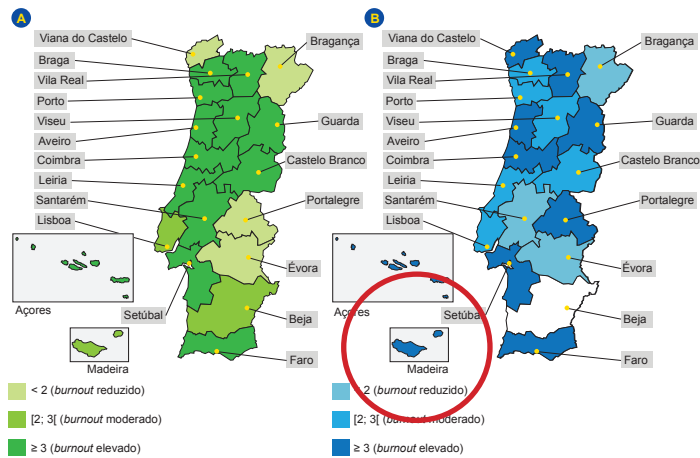 A
Viana do Castelo
Bragança
Braga
Vila Real
Porto
Viseu
Guarda
Aveiro
Coimbra
Castelo Branco
Leiria
Santarém
Portalegre
Lisboa
Évora
Açores
Setúbal
Beja
Madeira
Faro
< 2 (burnout reduzido)
[2; 3[ (burnout moderado)
≥ 3 (burnout elevado)
B
Viana do Castelo
Bragança
Braga
Vila Real
Porto
Viseu
Guarda
Aveiro
Coimbra
Castelo Branco
Leiria
Santarém
Portalegre
Lisboa
Évora
Açores
Setúbal
Beja
Madeira
Faro
2 (burnout reduzido)
[2; 3[ (burnout moderado)
≥ 3 (burnout elevado)